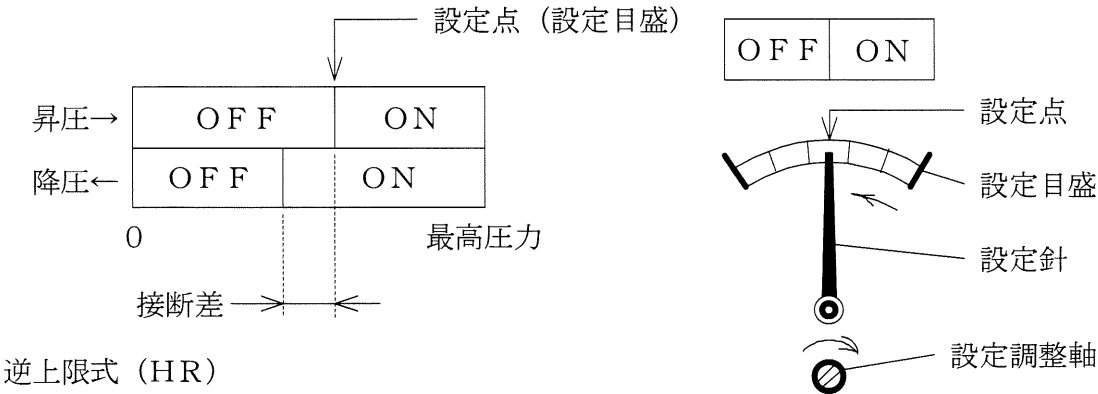 設定点（設定目盛）
昇圧→
ＯＦＦ
ＯＮ
降圧←
ＯＦＦ
ＯＮ
０
最高圧力
接断差
逆上限式（ＨＲ）
ＯＦＦ
ＯＮ
設定点
設定目盛
設定針
設定調整軸